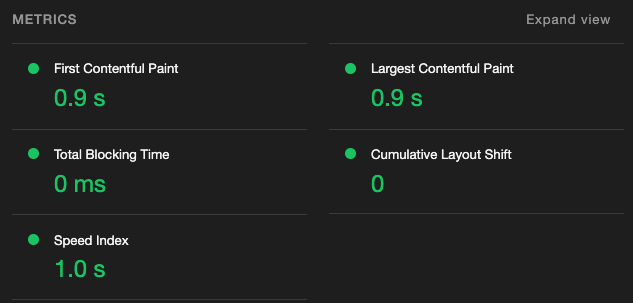 METRICS
Expand view
First Contentful Paint
0.9 s
Largest Contentful Paint
0.9 s
Total Blocking Time
0 ms
Cumulative Layout Shift
0
Speed Index
1.0 s